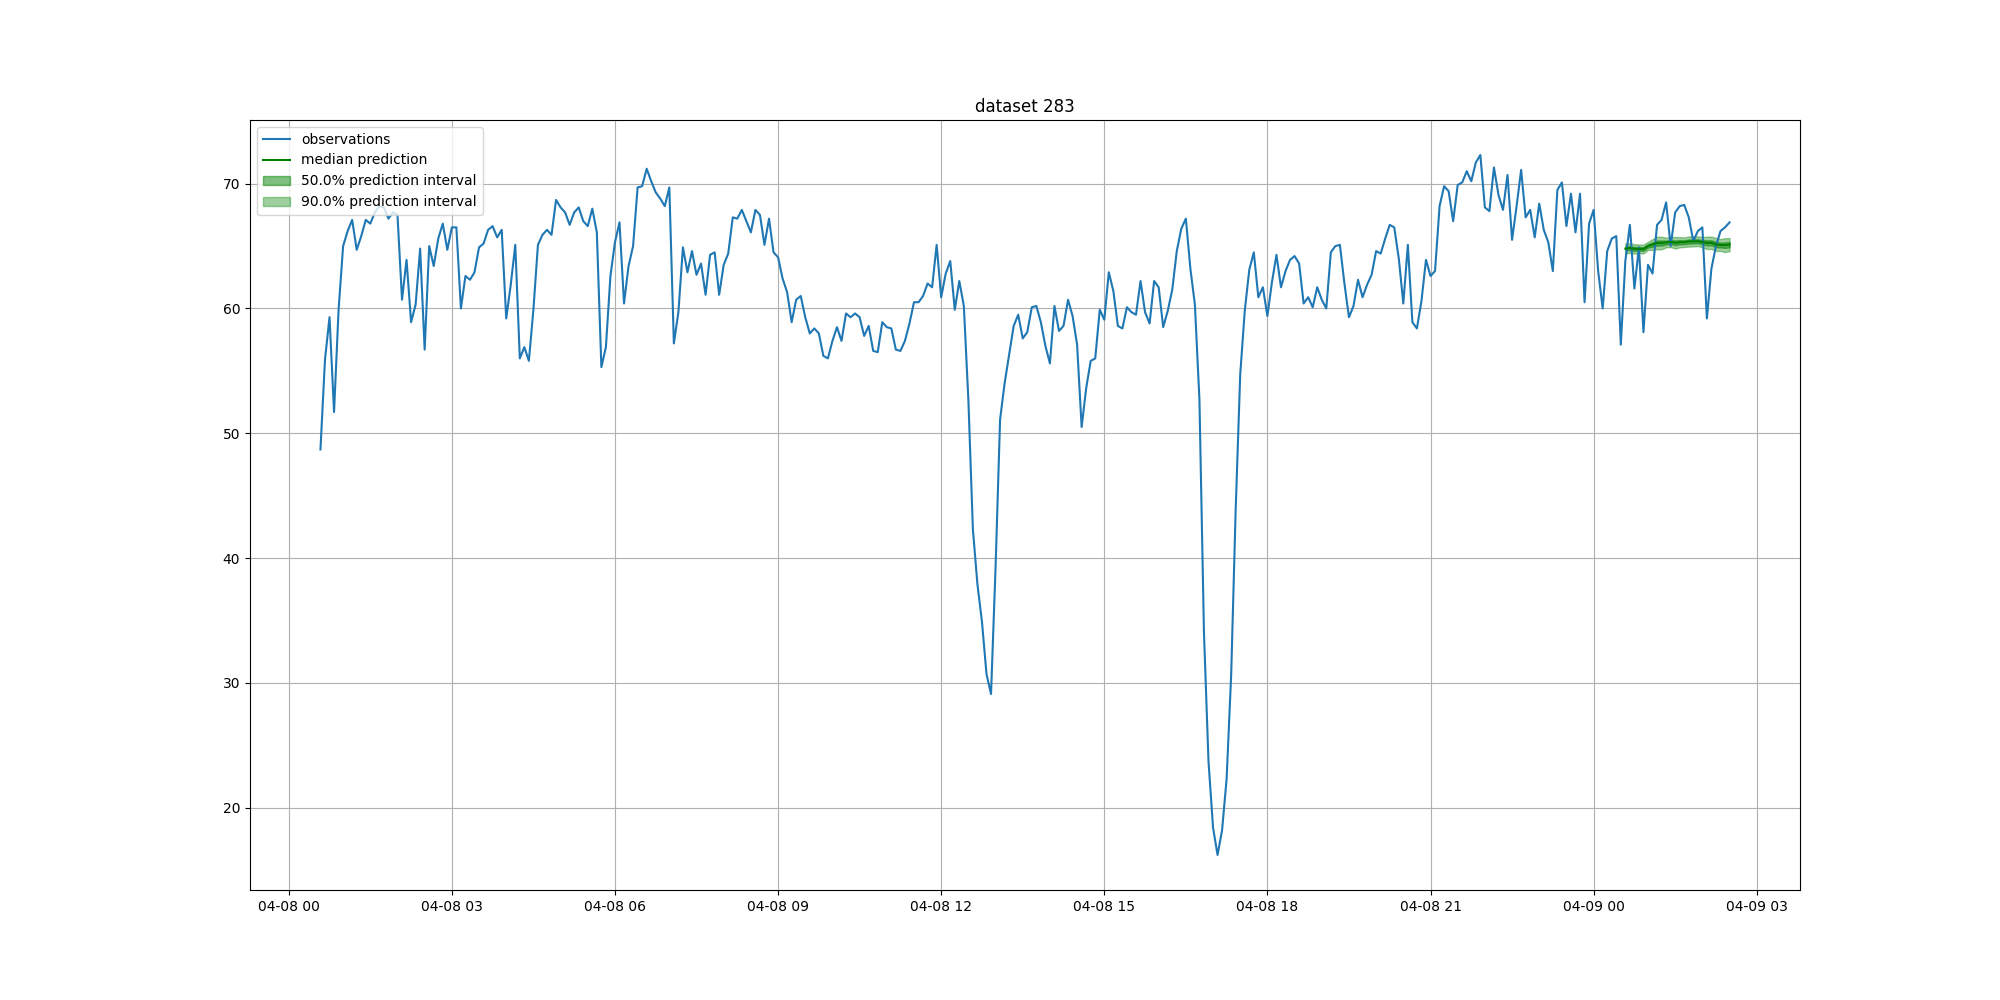 dataset 283
observations
median prediction
50.0% prediction interval
90.0% prediction interval
70
60
50
40
30
20
04-08 00 04-08 03 04-08 06 04-08 09 04-08 12 04-08 15 04-08 18 04-08 21 04-09 00 04-09 03